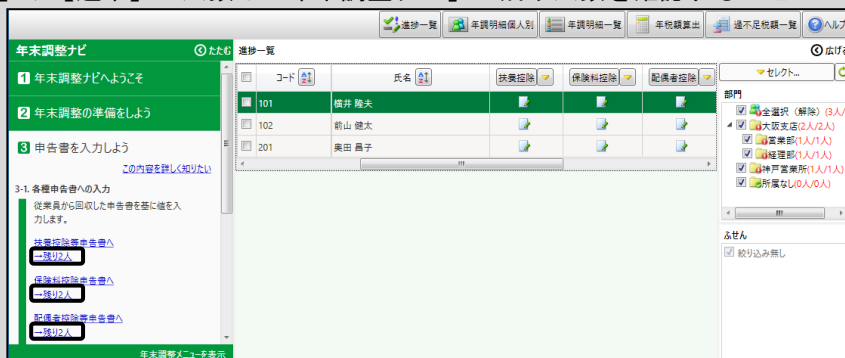 進捗一覧 年調明細個人別 年調明細一覧 年税額算出 過不足税額一覧 ヘルプ
年末調整ナビ たたむ 進捗一覧 広げる
1 年末調整ナビへようこそ
2 年末調整の準備をしよう
3 申告書を入力しよう
この内容を詳しく知りたい
3-1. 各種申告書への入力
従業員から回収した申告書を基に値を入
力します。
扶養控除等申告書へ
→残り2人
保険料控除申告書へ
→残り2人
配偶者控除等申告書へ
→残り2人
年末調整メニューを表示
コード 氏名 扶養控除 保険料控除 配偶者控除
101 横井 隆夫
102 前山 健太
201 奥田 昌子
セレクト...
部門
全選択（解除）(3人/
大阪支店(2人/2人)
営業部(1人/1人)
経理部(1人/1人)
神戸営業所(1人/1人)
所属なし(0人/0人)
ふせん
絞り込み無し